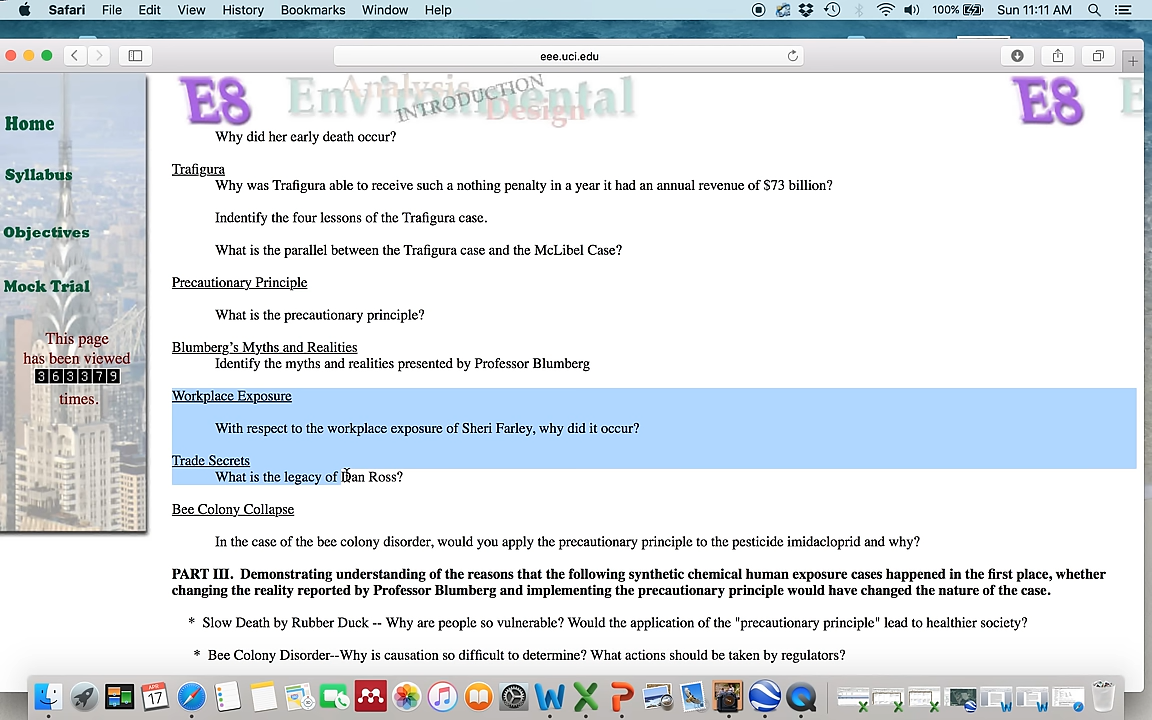 Safari File Edit View History Bookmarks Window Help 100% Sun 11:11 AM
eee.uci.edu
E8 Environmental Analysis INTRODUCTION Design E8 E
Home
Syllabus
Objectives
Mock Trial
This page
has been viewed
363379
times.
Why did her early death occur?
Trafigura
Why was Trafigura able to receive such a nothing penalty in a year it had an annual revenue of $73 billion?
Indentify the four lessons of the Trafigura case.
What is the parallel between the Trafigura case and the McLibel Case?
Precautionary Principle
What is the precautionary principle?
Blumberg's Myths and Realities
Identify the myths and realities presented by Professor Blumberg
Workplace Exposure
With respect to the workplace exposure of Sheri Farley, why did it occur?
Trade Secrets
What is the legacy of Dan Ross?
Bee Colony Collapse
In the case of the bee colony disorder, would you apply the precautionary principle to the pesticide imidacloprid and why?
PART III. Demonstrating understanding of the reasons that the following synthetic chemical human exposure cases happened in the first place, whether
changing the reality reported by Professor Blumberg and implementing the precautionary principle would have changed the nature of the case.
* Slow Death by Rubber Duck -- Why are people so vulnerable? Would the application of the "precautionary principle" lead to healthier society?
* Bee Colony Disorder--Why is causation so difficult to determine? What actions should be taken by regulators?
APR
17